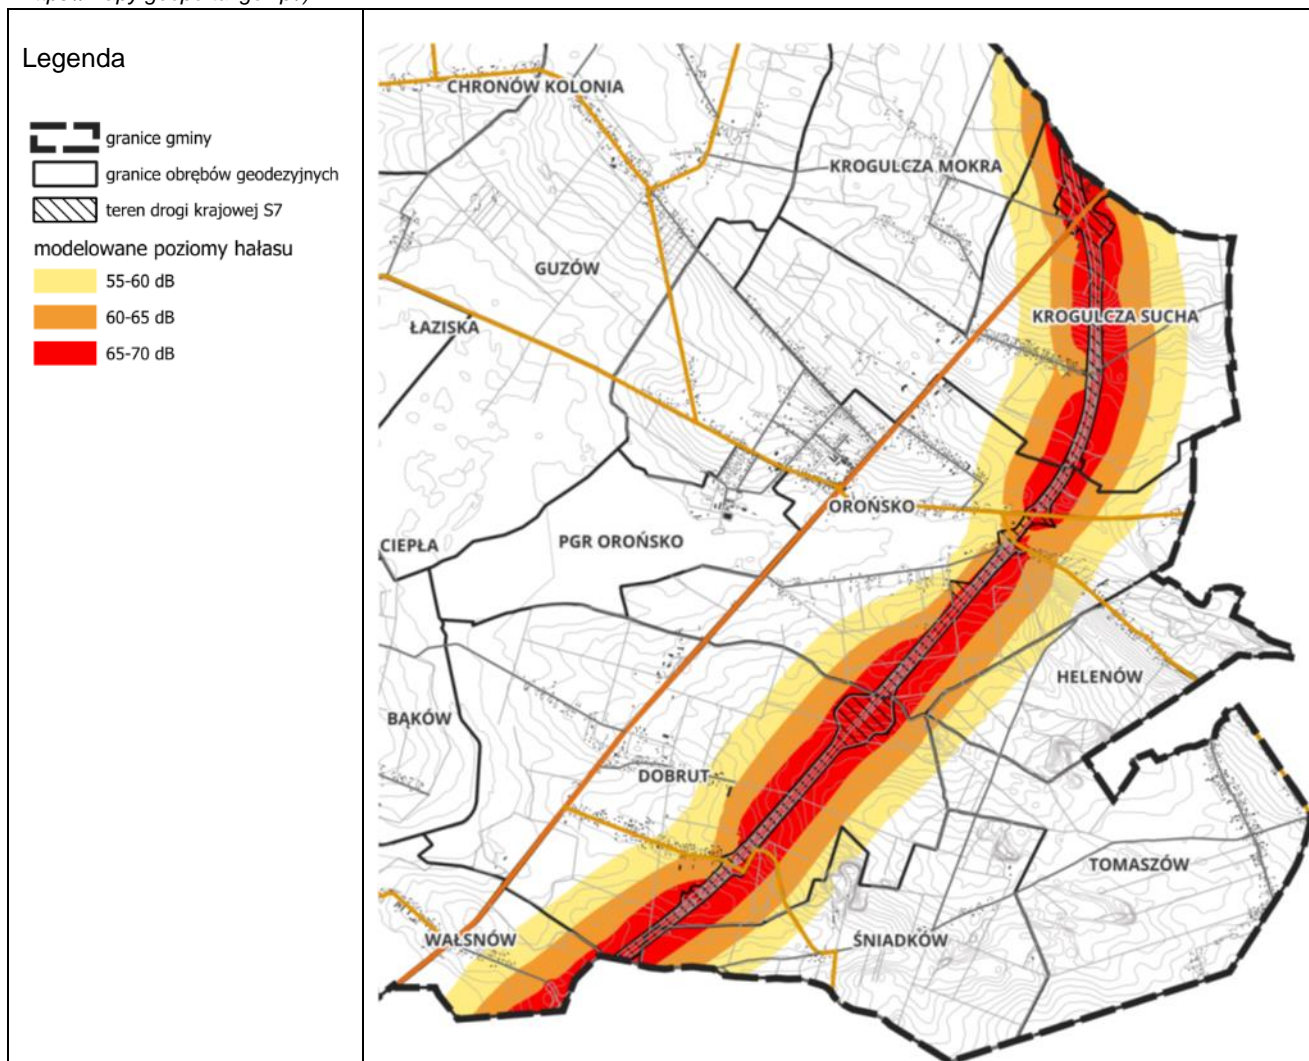 Legenda
granice gminy
granice obrębów geodezyjnych
teren drogi krajowej S7
modelowane poziomy hałasu
55-60 dB
60-65 dB
65-70 dB
CHRONÓW KOLONIA
KROGULCZA MOKRA
GUZÓW
ŁAZISKA
KROGULCZA SUCHA
OROŃSKO
CIEPŁA
PGR OROŃSKO
HELENÓW
BĄKÓW
DOBRUT
TOMASZÓW
WAŁSNÓW
ŚNIADKÓW